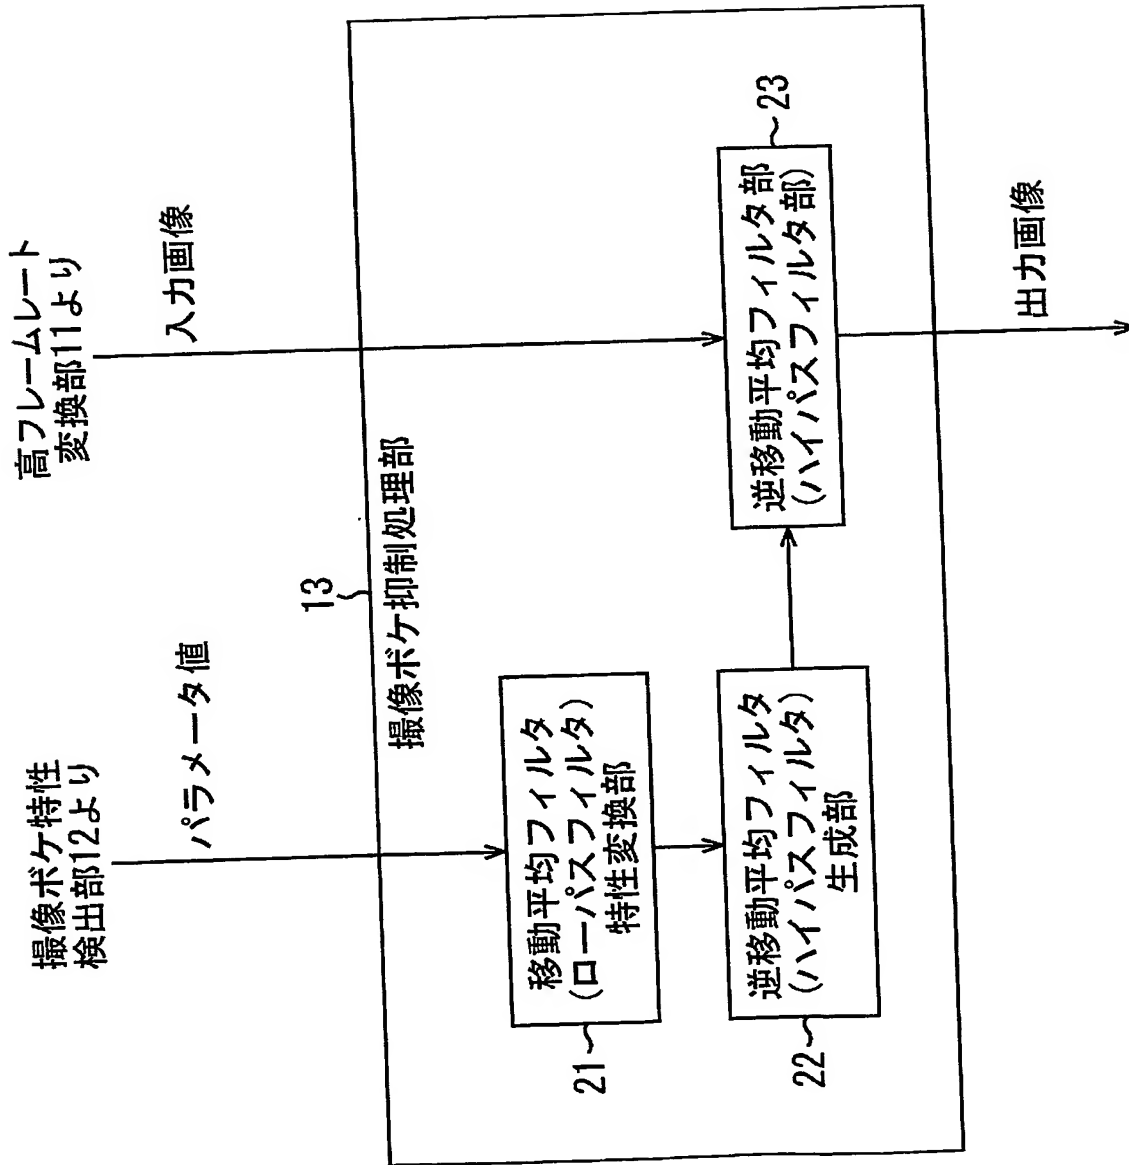 高フレームレート
変換部11より
入力画像
撮像ボケ特性
検出部12より
パラメータ値
13
撮像ボケ抑制処理部
移動平均フィルタ
(ローパスフィルタ)
特性変換部
21
逆移動平均フィルタ
(ハイパスフィルタ)
生成部
22
逆移動平均フィルタ部
(ハイパスフィルタ部)
23
出力画像